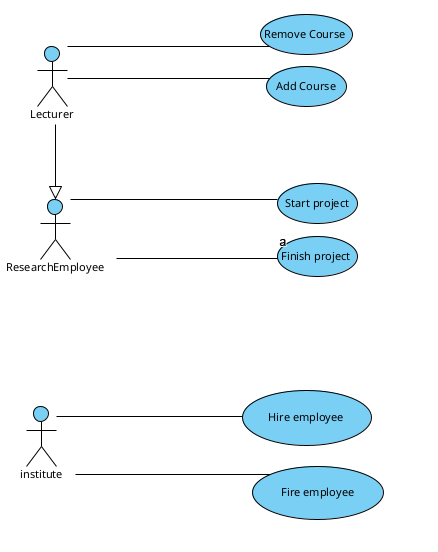 Remove Course
Add Course
Lecturer
Start project
a
Finish project
ResearchEmployee
Hire employee
institute
Fire employee